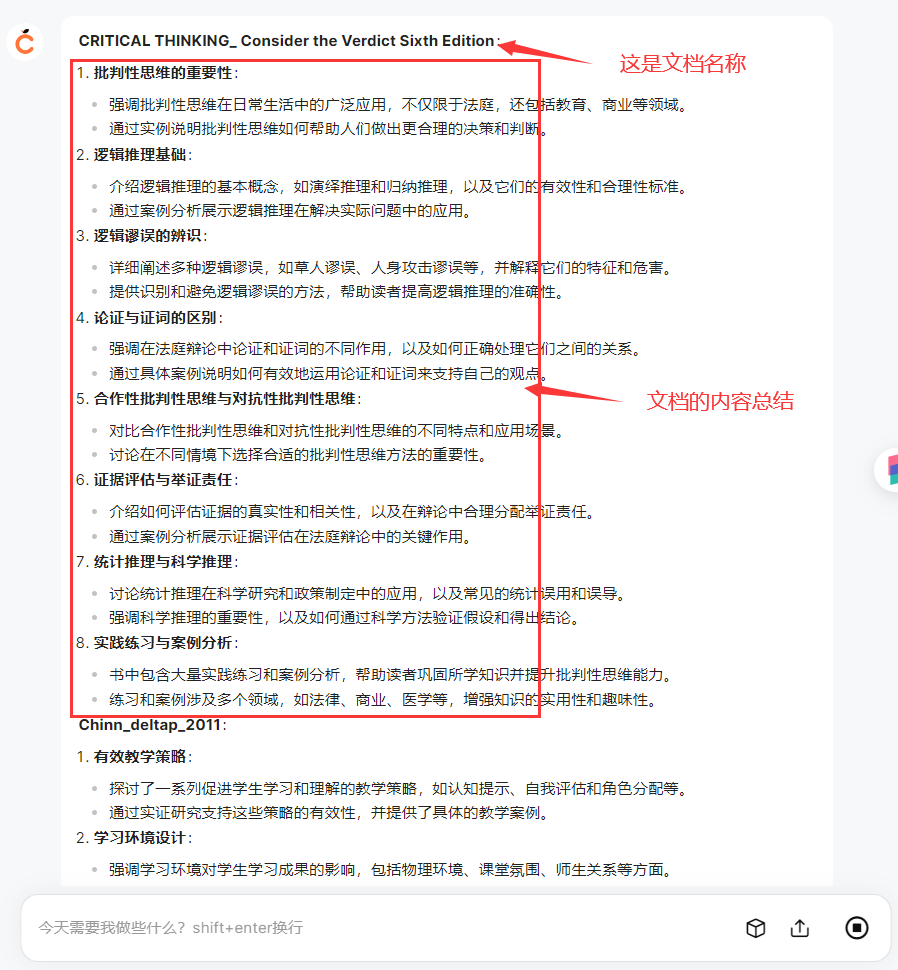 CRITICAL THINKING_ Consider the Verdict Sixth Edition:
这是文档名称
1. 批判性思维的重要性:
强调批判性思维在日常生活中的广泛应用，不仅限于法庭，还包括教育、商业等领域。
通过实例说明批判性思维如何帮助人们做出更合理的决策和判断。
2. 逻辑推理基础:
介绍逻辑推理的基本概念，如演绎推理和归纳推理，以及它们的有效性和合理性标准。
通过案例分析展示逻辑推理在解决实际问题中的应用。
3. 逻辑谬误的辨识:
详细阐述多种逻辑谬误，如草人谬误、人身攻击谬误等，并解释它们的特征和危害。
提供识别和避免逻辑谬误的方法，帮助读者提高逻辑推理的准确性。
4. 论证与证词的区别:
强调在法庭辩论中论证和证词的不同作用，以及如何正确处理它们之间的关系。
通过具体案例说明如何有效地运用论证和证词来支持自己的观点。
文档的内容总结
5. 合作性批判性思维与对抗性批判性思维:
对比合作性批判性思维和对抗性批判性思维的不同特点和应用场景。
讨论在不同情境下选择合适的批判性思维方法的重要性。
6. 证据评估与举证责任:
介绍如何评估证据的真实性和相关性，以及在辩论中合理分配举证责任。
通过案例分析展示证据评估在法庭辩论中的关键作用。
7. 统计推理与科学推理:
讨论统计推理在科学研究和政策制定中的应用，以及常见的统计误用和误导。
强调科学推理的重要性，以及如何通过科学方法验证假设和得出结论。
8. 实践练习与案例分析:
书中包含大量实践练习和案例分析，帮助读者巩固所学知识并提升批判性思维能力。
练习和案例涉及多个领域，如法律、商业、医学等，增强知识的实用性和趣味性。
Chinn_deltap_2011:
1. 有效教学策略:
探讨了一系列促进学生学习和理解的教学策略，如认知提示、自我评估和角色分配等。
通过实证研究支持这些策略的有效性，并提供了具体的教学案例。
2. 学习环境设计:
强调学习环境对学生学习成果的影响，包括物理环境、课堂氛围、师生关系等方面。
今天需要我做些什么？shift+enter换行